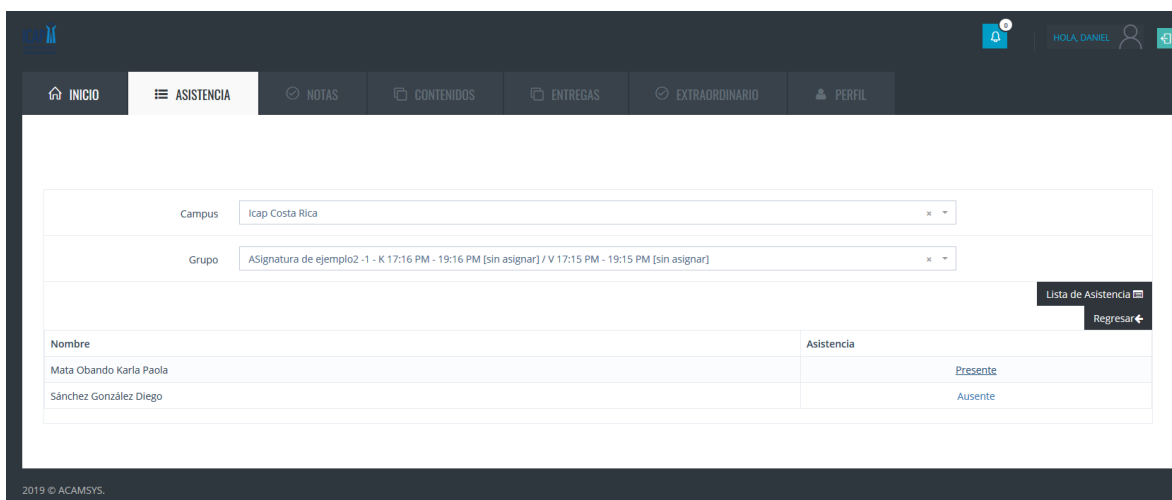 0
HOLA, DANIEL
INICIO
ASISTENCIA
NOTAS
CONTENIDOS
ENTREGAS
EXTRAORDINARIO
PERFIL
Campus
Icap Costa Rica
× 
Grupo
ASignatura de ejemplo2 -1 - K 17:16 PM - 19:16 PM [sin asignar] / V 17:15 PM - 19:15 PM [sin asignar]
×
Lista de Asistencia
Regresar
Nombre Asistencia
Mata Obando Karla Paola Presente
Sánchez González Diego Ausente
2019 © ACAMSYS.